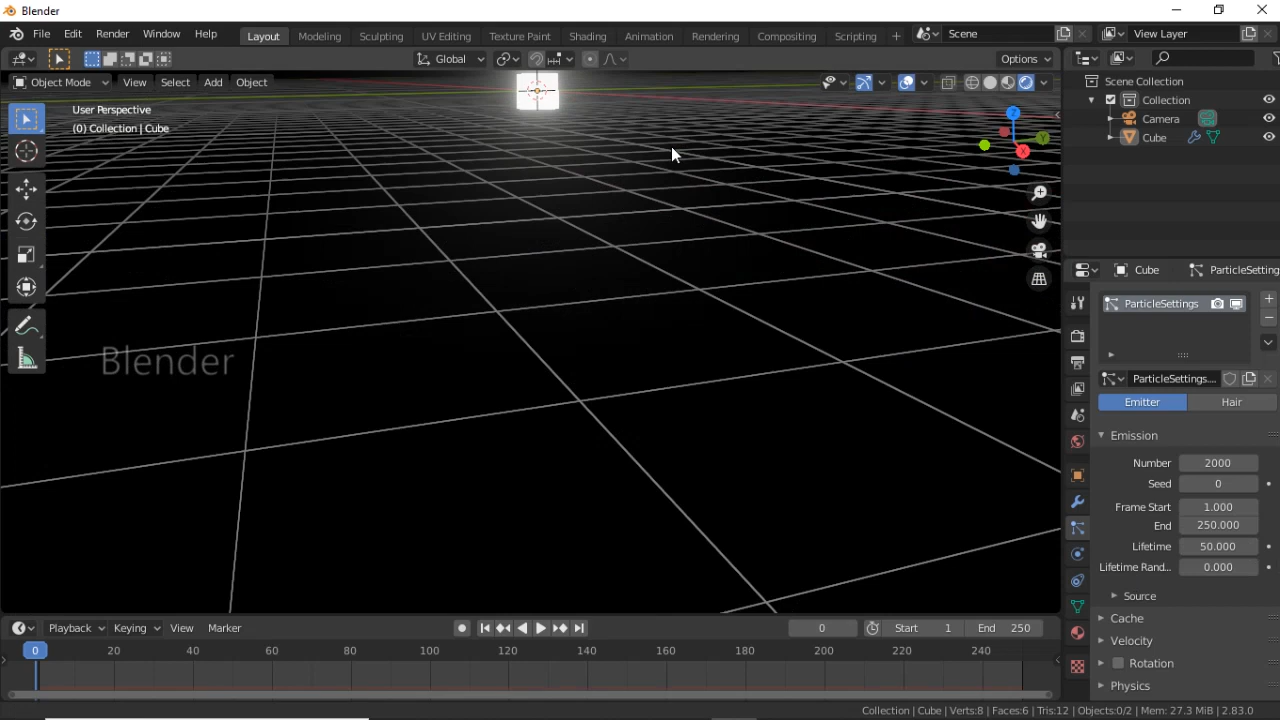 Blender
File Edit Render Window Help Layout Modeling Sculpting UV Editing Texture Paint Shading Animation Rendering Compositing Scripting + Scene View Layer
Global Options
Object Mode View Select Add Object
User Perspective
(0) Collection | Cube
Blender
Scene Collection
Collection
Camera
Cube
Z
Y
X
Cube ParticleSetting
ParticleSettings
ParticleSettings...
Emitter Hair
Emission
Number 2000
Seed 0
Frame Start 1.000
End 250.000
Lifetime 50.000
Lifetime Rand... 0.000
Source
Cache
Velocity
Rotation
Physics
Playback Keying View Marker 0 Start 1 End 250
0 20 40 60 80 100 120 140 160 180 200 220 240
Collection | Cube | Verts:8 | Faces:6 | Tris:12 | Objects:0/2 | Mem: 27.3 MiB | 2.83.0